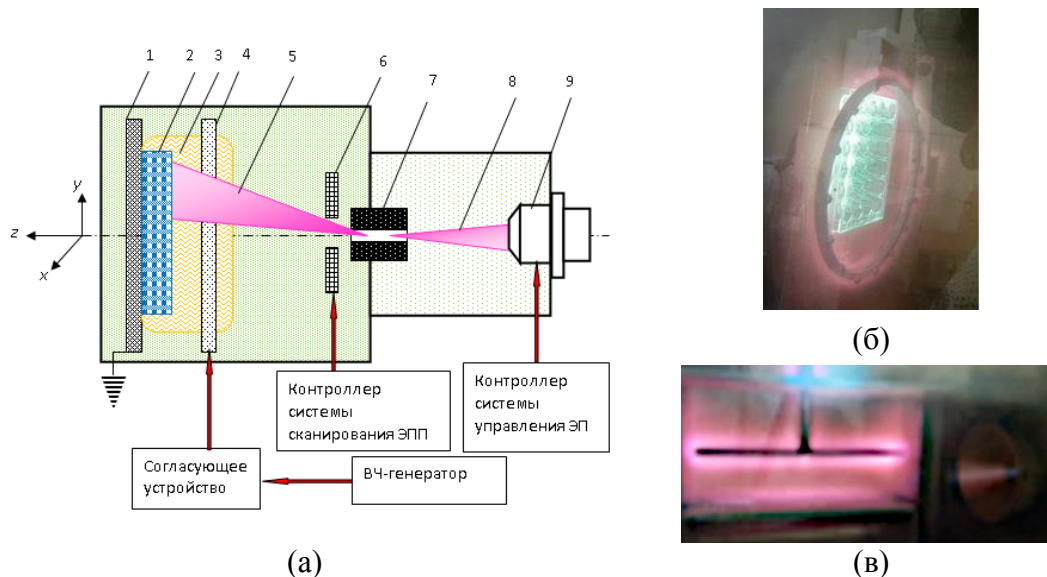 1 2 3 4 5 6 7 8 9
y
z
x
Контроллер
системы
сканирования ЭПП
Контроллер
системы
управления ЭП
Согласующее
устройство
ВЧ-генератор
(а)
(б)
(в)